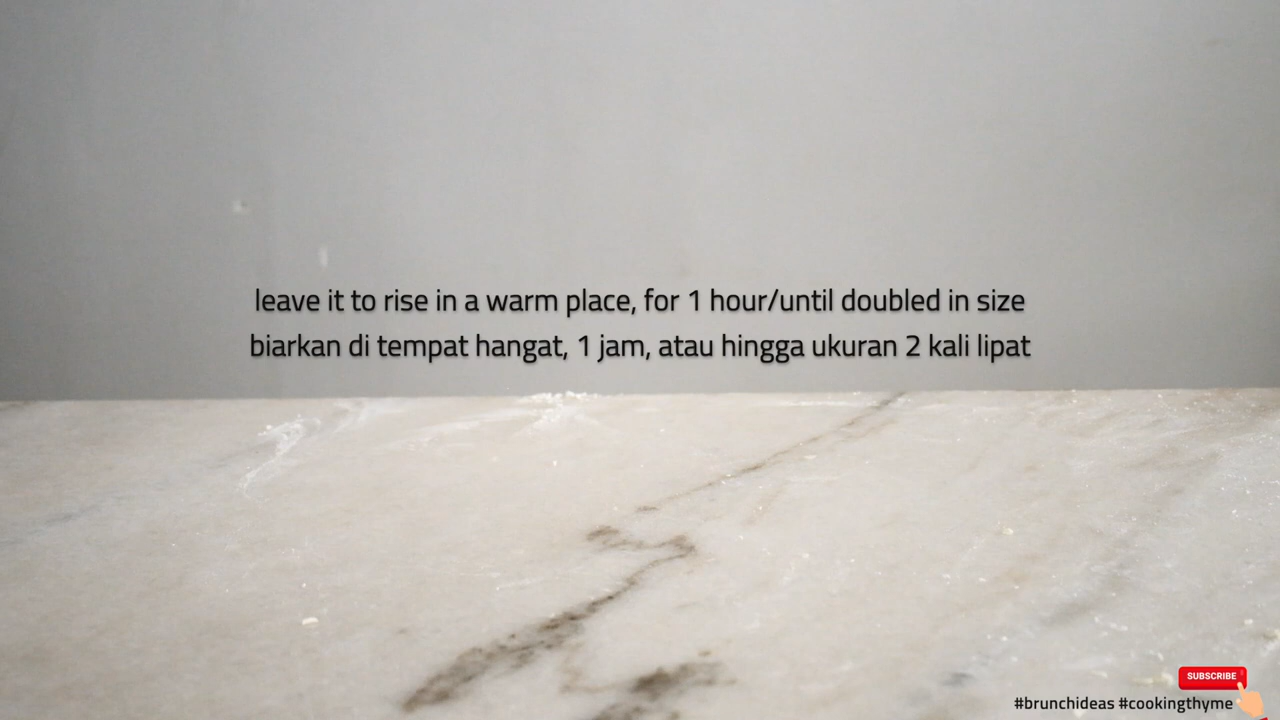 leave it to rise in a warm place, for 1 hour/until doubled in size
biarkan di tempat hangat, 1 jam, atau hingga ukuran 2 kali lipat
SUBSCRIBE
#brunchideas #cookingthyme